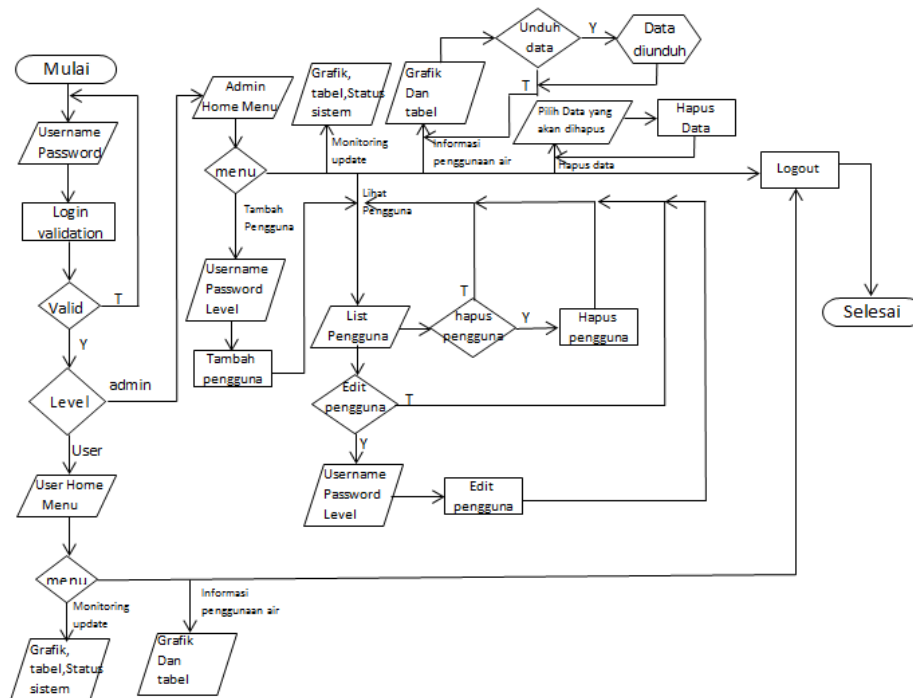 Mulai
Username
Password
Login
validation
Valid
T
Y
Level
admin
User
User Home
Menu
menu
Monitoring
update
Grafik,
tabel,Status
sistem
Informasi
penggunaan air
Grafik
Dan
tabel
Admin
Home Menu
menu
Tambah
Pengguna
Username
Password
Level
Tambah
pengguna
Grafik,
tabel,Status
sistem
Monitoring
update
Grafik
Dan
tabel
Informasi
penggunaan air
Unduh
data
Y
T
Data
diunduh
Pilih Data yang
akan dihapus
Hapus
Data
Hapus data
Lihat
Pengguna
List
Pengguna
hapus
pengguna
T
Y
Hapus
pengguna
Edit
pengguna
T
Y
Username
Password
Level
Edit
pengguna
Logout
Selesai